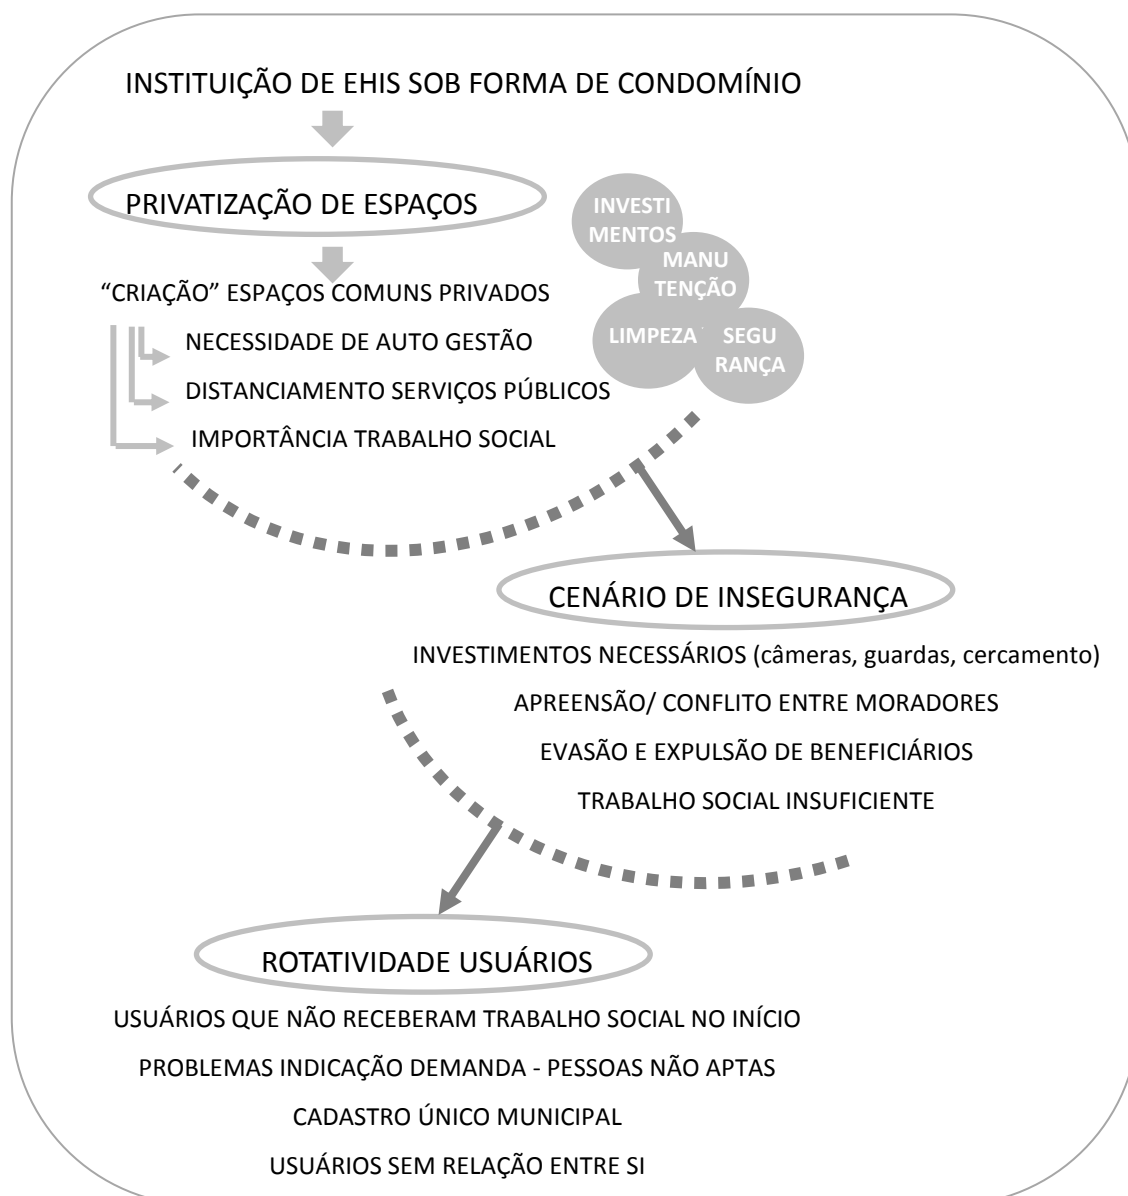 INSTITUIÇÃO DE EHIS SOB FORMA DE CONDOMÍNIO
PRIVATIZAÇÃO DE ESPAÇOS
INVESTI
MENTOS
MANU
TENÇÃO
LIMPEZA
SEGU
RANÇA
“CRIAÇÃO” ESPAÇOS COMUNS PRIVADOS
NECESSIDADE DE AUTO GESTÃO
DISTANCIAMENTO SERVIÇOS PÚBLICOS
IMPORTÂNCIA TRABALHO SOCIAL
CENÁRIO DE INSEGURANÇA
INVESTIMENTOS NECESSÁRIOS (câmeras, guardas, cercamento)
APREENSÃO/ CONFLITO ENTRE MORADORES
EVASÃO E EXPULSÃO DE BENEFICIÁRIOS
TRABALHO SOCIAL INSUFICIENTE
ROTATIVIDADE USUÁRIOS
USUÁRIOS QUE NÃO RECEBERAM TRABALHO SOCIAL NO INÍCIO
PROBLEMAS INDICAÇÃO DEMANDA - PESSOAS NÃO APTAS
CADASTRO ÚNICO MUNICIPAL
USUÁRIOS SEM RELAÇÃO ENTRE SI